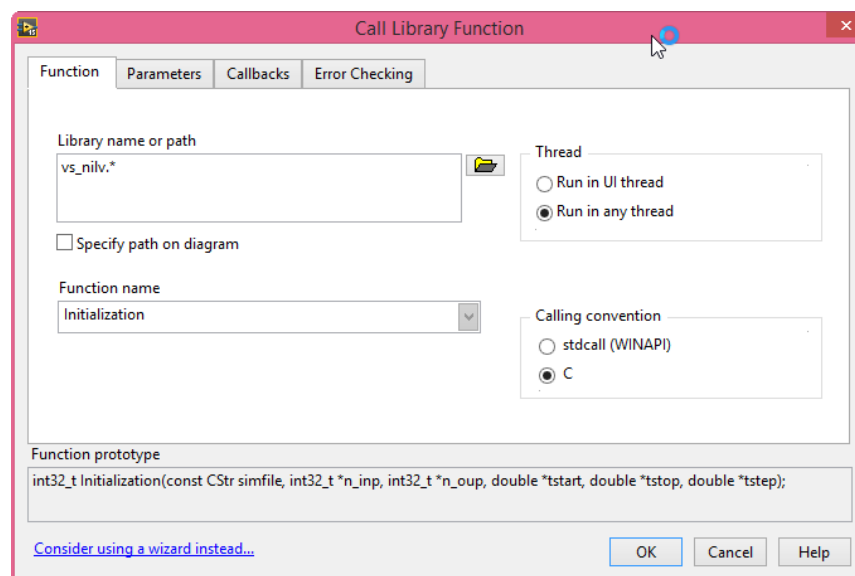 Call Library Function
Function
Parameters
Callbacks
Error Checking
Library name or path
vs_nilv.*
Specify path on diagram
Function name
Initialization
Thread
Run in UI thread
Run in any thread
Calling convention
stdcall (WINAPI)
C
Function prototype
int32_t Initialization(const CStr simfile, int32_t *n_inp, int32_t *n_oup, double *tstart, double *tstop, double *tstep);
Consider using a wizard instead...
OK
Cancel
Help